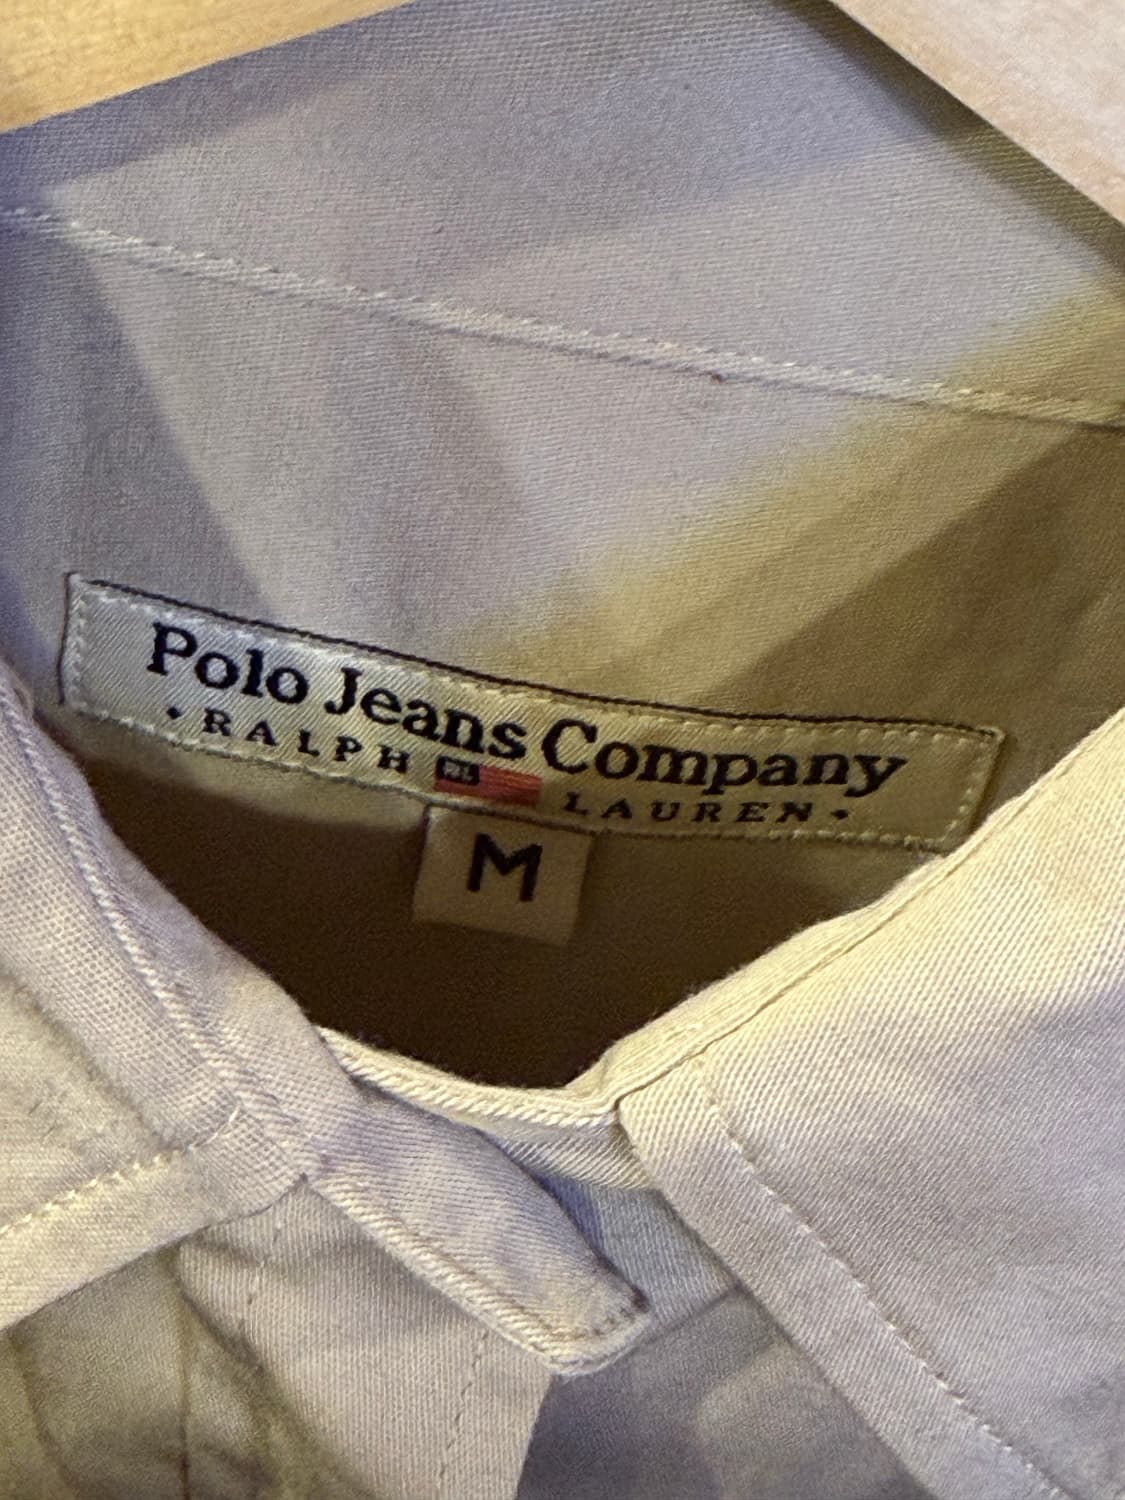 Polo Jeans Company
• RALPH LAUREN •
M